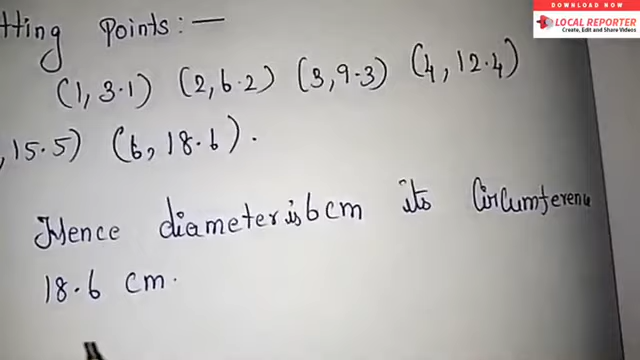 DOWNLOAD NOW
LOCAL REPORTER
Create, Edit and Share Videos
tting Points:-
(1, 3.1) (2, 6.2) (3, 9.3) (4, 12.4)
, 15.5) (6, 18.6).
Hence diameter is 6 cm its Circumference
18.6 cm.